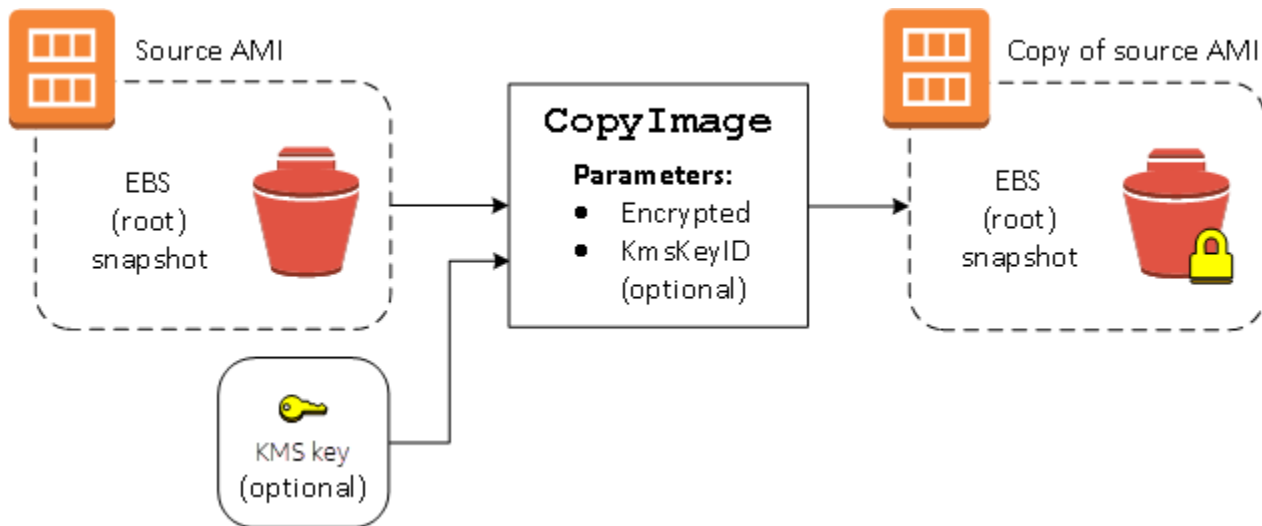 Source AMI
EBS
(root)
snapshot
KMS key
(optional)
CopyImage
Parameters:
● Encrypted
● KmsKeyID
(optional)
Copy of source AMI
EBS
(root)
snapshot